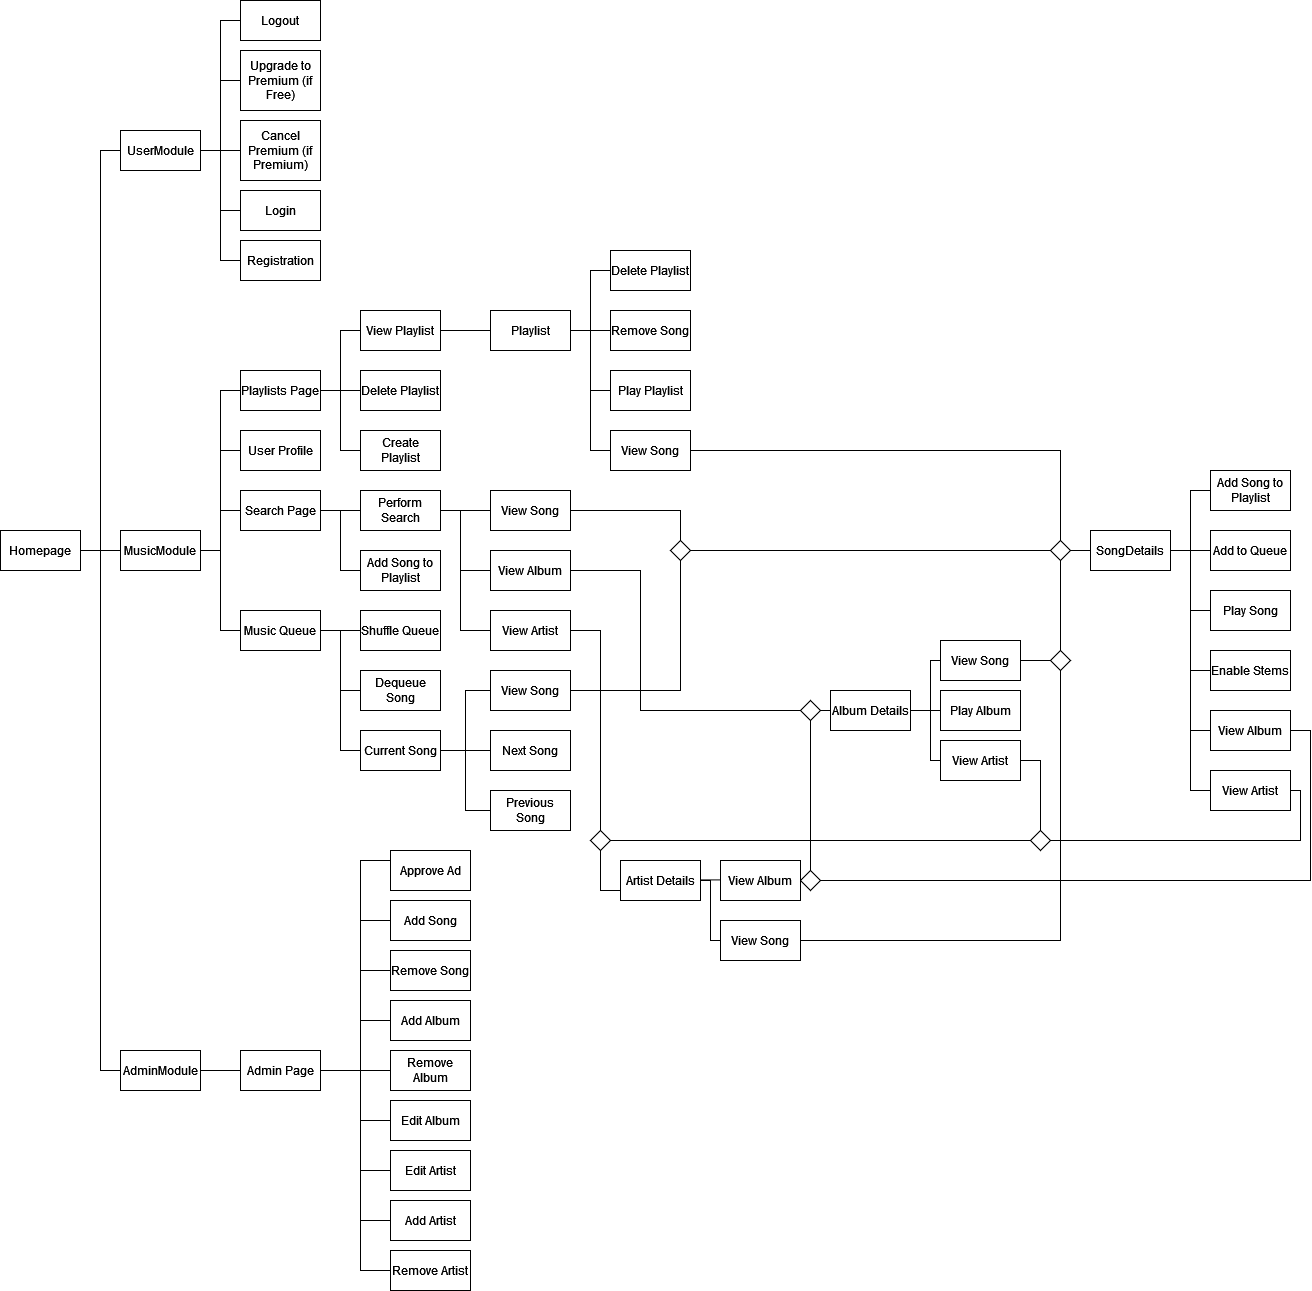 Logout
Upgrade to
Premium (if
Free)
UserModule
Cancel
Premium (if
Premium)
Login
Registration
Delete Playlist
View Playlist
Playlist
Remove Song
Playlists Page
Delete Playlist
Play Playlist
User Profile
Create
Playlist
View Song
Search Page
Perform
Search
View Song
Add Song to
Playlist
Homepage
MusicModule
Add Song to
Playlist
View Album
SongDetails
Add to Queue
Music Queue
Shuffle Queue
View Artist
Play Song
Dequeue
Song
View Song
View Song
Enable Stems
Album Details
Play Album
Current Song
Next Song
View Artist
View Album
Previous
Song
View Artist
Approve Ad
Artist Details
View Album
Add Song
View Song
Remove Song
Add Album
AdminModule
Admin Page
Remove
Album
Edit Album
Edit Artist
Add Artist
Remove Artist